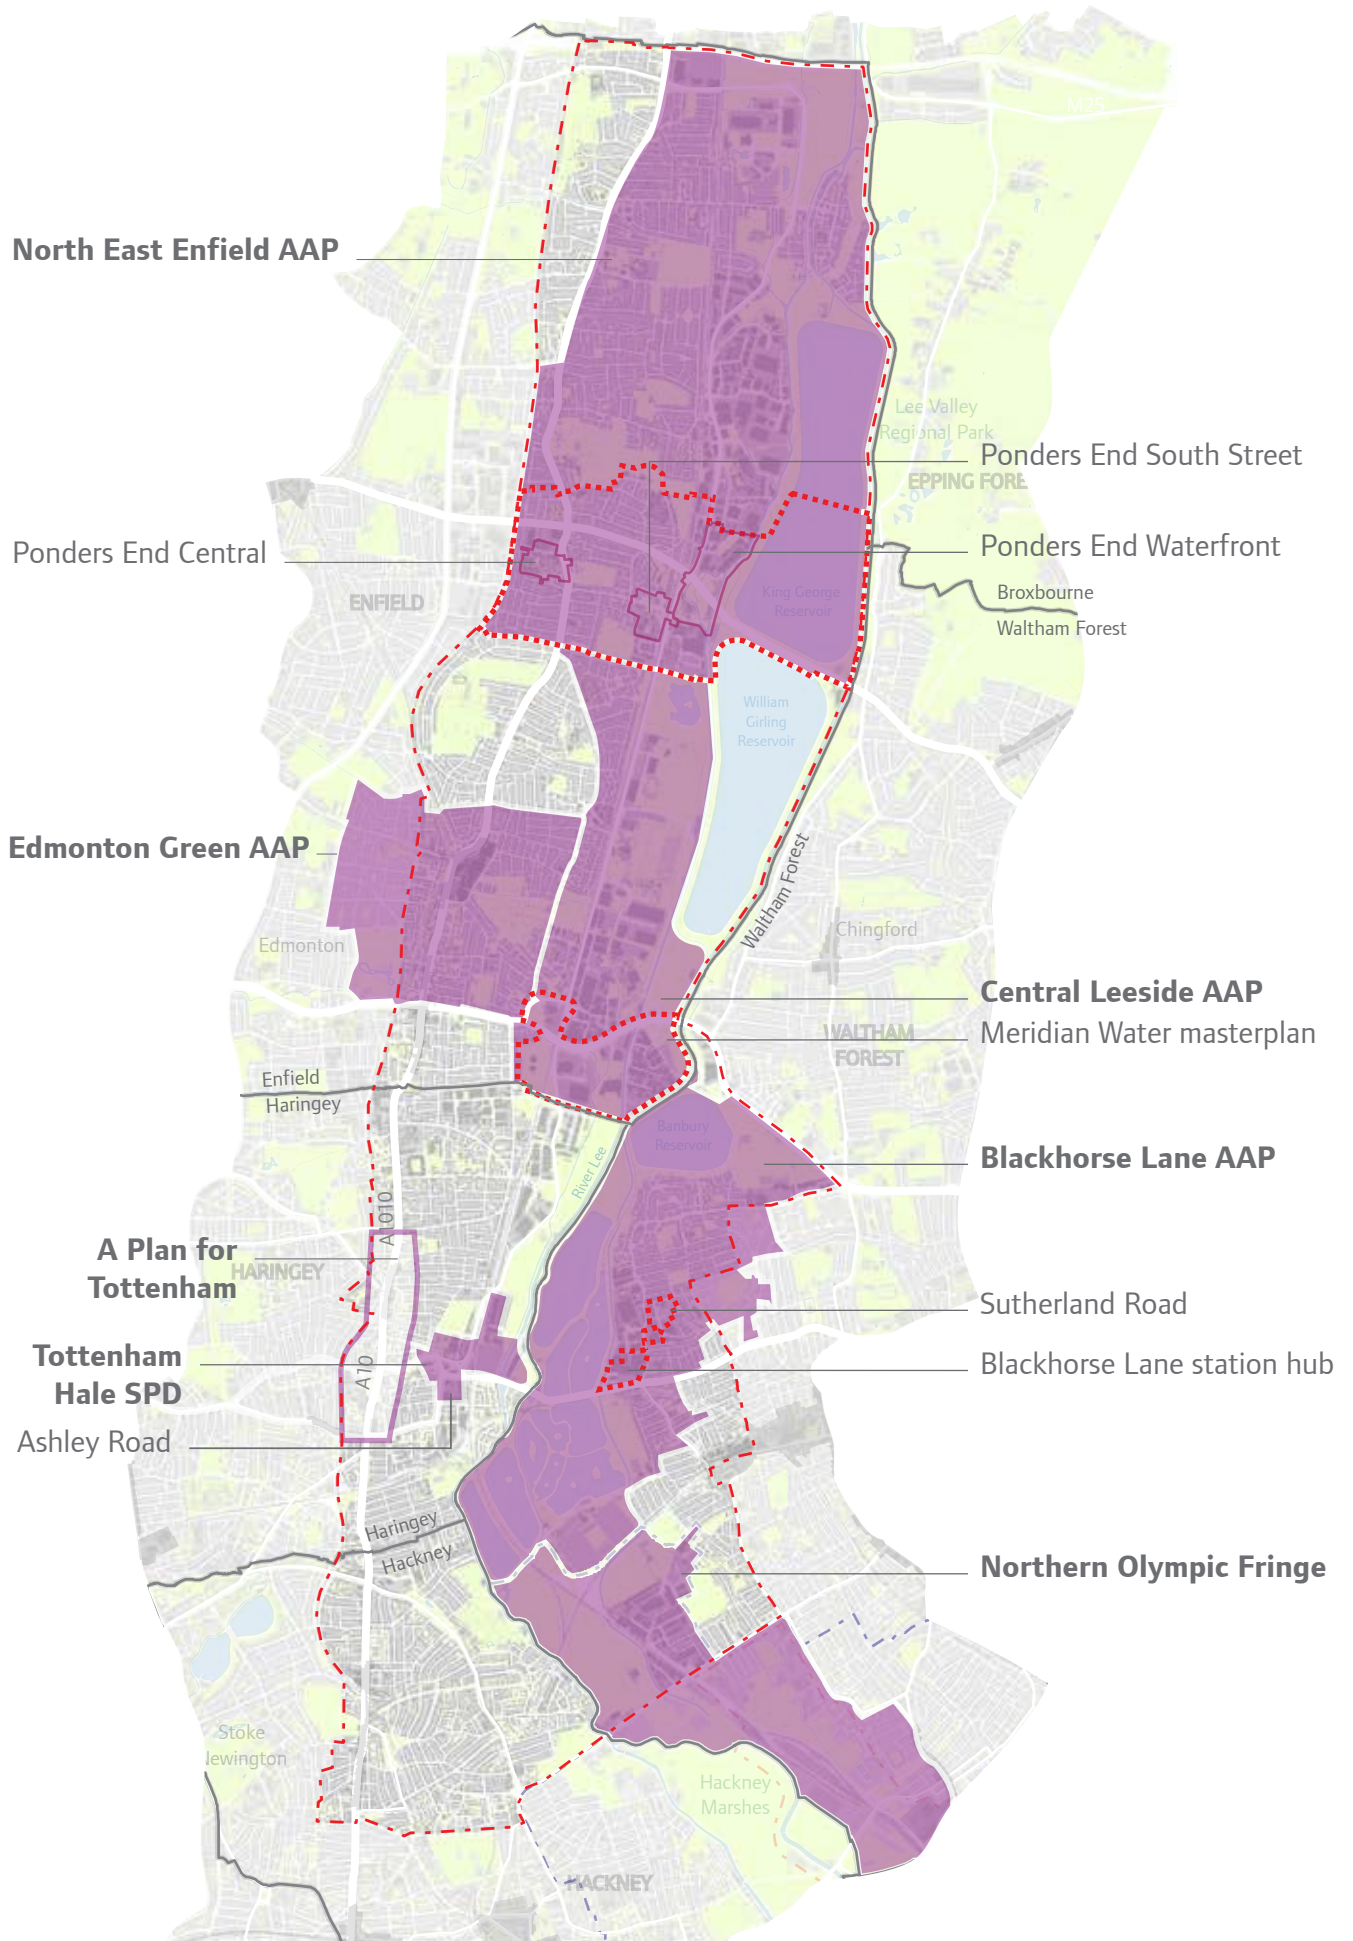 M25
North East Enfield AAP
Lee Valley
Regional Park
Ponders End South Street
EPPING FORE
Ponders End Central
Ponders End Waterfront
King George
Reservoir
Broxbourne
ENFIELD
Waltham Forest
William
Girling
Reservoir
Edmonton Green AAP
Waltham Forest
Chingford
Edmonton
Central Leeside AAP
Meridian Water masterplan
WALTHAM
FOREST
Enfield
Haringey
Banbury
Reservoir
Blackhorse Lane AAP
River Lee
A1010
A Plan for
Tottenham
HARINGEY
Sutherland Road
Tottenham
Hale SPD
A10
Blackhorse Lane station hub
Ashley Road
Haringey
Hackney
Northern Olympic Fringe
Stoke
lewington
Hackney
Marshes
HACKNEY